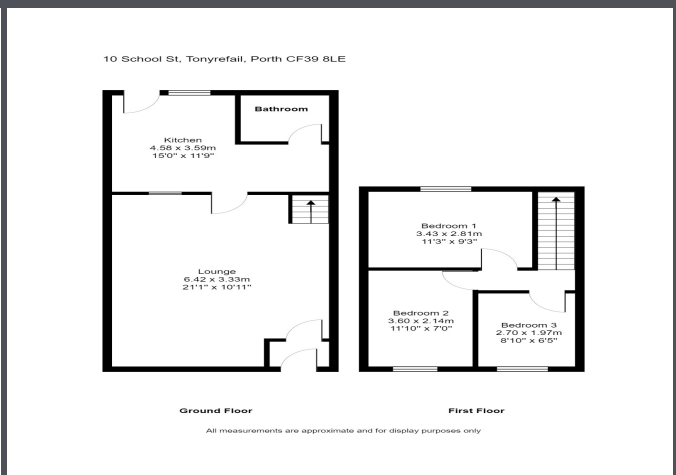 10 School St, Tonyrefail, Porth CF39 8LE
Bathroom
Kitchen
4.58 x 3.59m
15'0" x 11'9"
Lounge
6.42 x 3.33m
21'1" x 10'11"
Bedroom 1
3.43 x 2.81m
11'3" x 9'3"
Bedroom 2
3.60 x 2.14m
11'10" x 7'0"
Bedroom 3
2.70 x 1.97m
8'10" x 6'5"
Ground Floor
First Floor
All measurements are approximate and for display purposes only